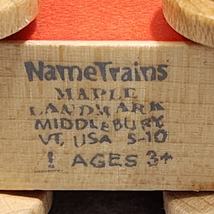 NameTrains
MAPLE
LANDMARK
MIDDLEBURY
VT, USA 5-10
! AGES 3+